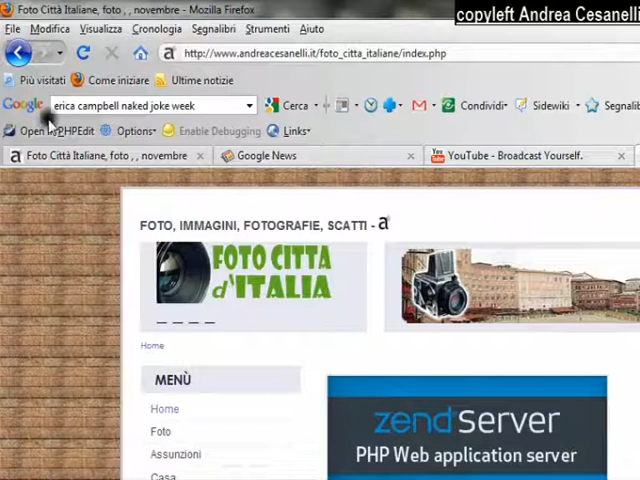 Foto Città Italiane, foto , , novembre - Mozilla Firefox
copyleft Andrea Cesanelli
File Modifica Visualizza Cronologia Segnalibri Strumenti Aiuto
http://www.andreacesanelli.it/foto_citta_italiane/index.php
Più visitati Come iniziare Ultime notizie
Google erica campbell naked joke week Cerca Condividi Sidewiki Segnalib
Open PHPEdit Options Enable Debugging Links
Foto Città Italiane, foto , , novembre Google News YouTube - Broadcast Yourself.
FOTO, IMMAGINI, FOTOGRAFIE, SCATTI - a
FOTO CITTA
d'ITALIA
Home
MENÙ
Home
Foto
Assunzioni
Casa
zend Server
PHP Web application server